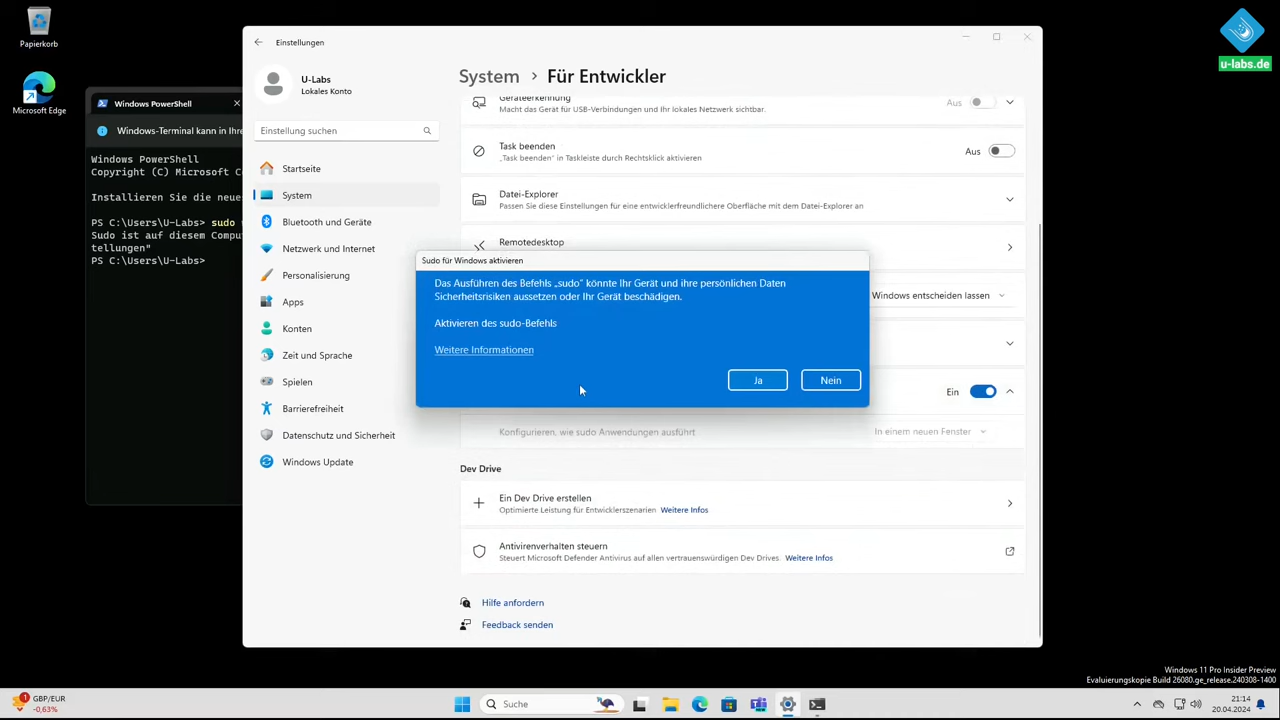 Papierkorb
Microsoft Edge
Windows PowerShell
Windows-Terminal kann in Ihre
Windows PowerShell
Copyright (C) Microsoft C
Installieren Sie die neue
PS C:\Users\U-Labs> sudo
Sudo ist auf diesem Compu
tellungen"
PS C:\Users\U-Labs>
Einstellungen
U-Labs
Lokales Konto
Einstellung suchen
Startseite
System
Bluetooth und Geräte
Netzwerk und Internet
Personalisierung
Apps
Konten
Zeit und Sprache
Spielen
Barrierefreiheit
Datenschutz und Sicherheit
Windows Update
System › Für Entwickler
Geräteerkennung
Macht das Gerät für USB-Verbindungen und Ihr lokales Netzwerk sichtbar.
Aus
Task beenden
„Task beenden" in Taskleiste durch Rechtsklick aktivieren
Aus
Datei-Explorer
Passen Sie diese Einstellungen für eine entwicklerfreundlichere Oberfläche mit dem Datei-Explorer an
Remotedesktop
Windows entscheiden lassen
Sudo für Windows aktivieren
Das Ausführen des Befehls „sudo" könnte Ihr Gerät und ihre persönlichen Daten
Sicherheitsrisiken aussetzen oder Ihr Gerät beschädigen.
Aktivieren des sudo-Befehls
Weitere Informationen
Ja
Nein
Ein
Konfigurieren, wie sudo Anwendungen ausführt
In einem neuen Fenster
Dev Drive
Ein Dev Drive erstellen
Optimierte Leistung für Entwicklerszenarien Weitere Infos
Antivirenverhalten steuern
Steuert Microsoft Defender Antivirus auf allen vertrauenswürdigen Dev Drives. Weitere Infos
Hilfe anfordern
Feedback senden
u-labs.de
Windows 11 Pro Insider Preview
Evaluierungskopie Build 26080.ge_release.240308-1400
1
GBP/EUR
-0,63%
Suche
21:14
20.04.2024